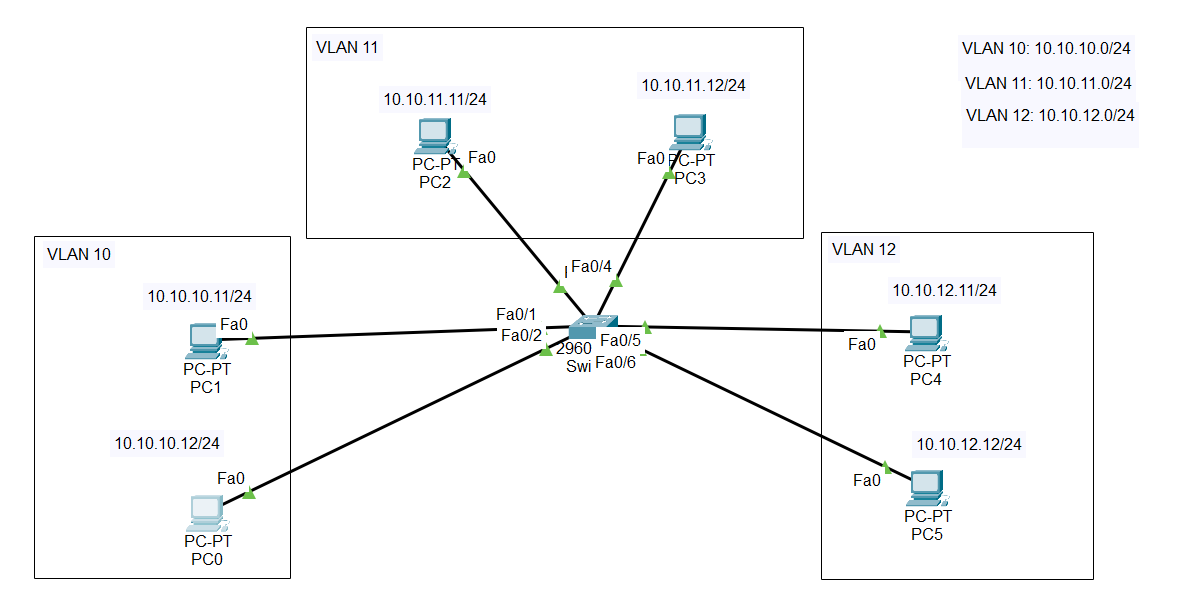 VLAN 11
10.10.11.11/24
Fa0
PC-PT
PC2
10.10.11.12/24
Fa0
PC-PT
PC3
VLAN 10: 10.10.10.0/24
VLAN 11: 10.10.11.0/24
VLAN 12: 10.10.12.0/24
VLAN 10
10.10.10.11/24
Fa0
PC-PT
PC1
10.10.10.12/24
Fa0
PC-PT
PC0
Fa0/4
Fa0/1
Fa0/2
2960
Swi
Fa0/5
Fa0/6
VLAN 12
10.10.12.11/24
Fa0
PC-PT
PC4
10.10.12.12/24
Fa0
PC-PT
PC5